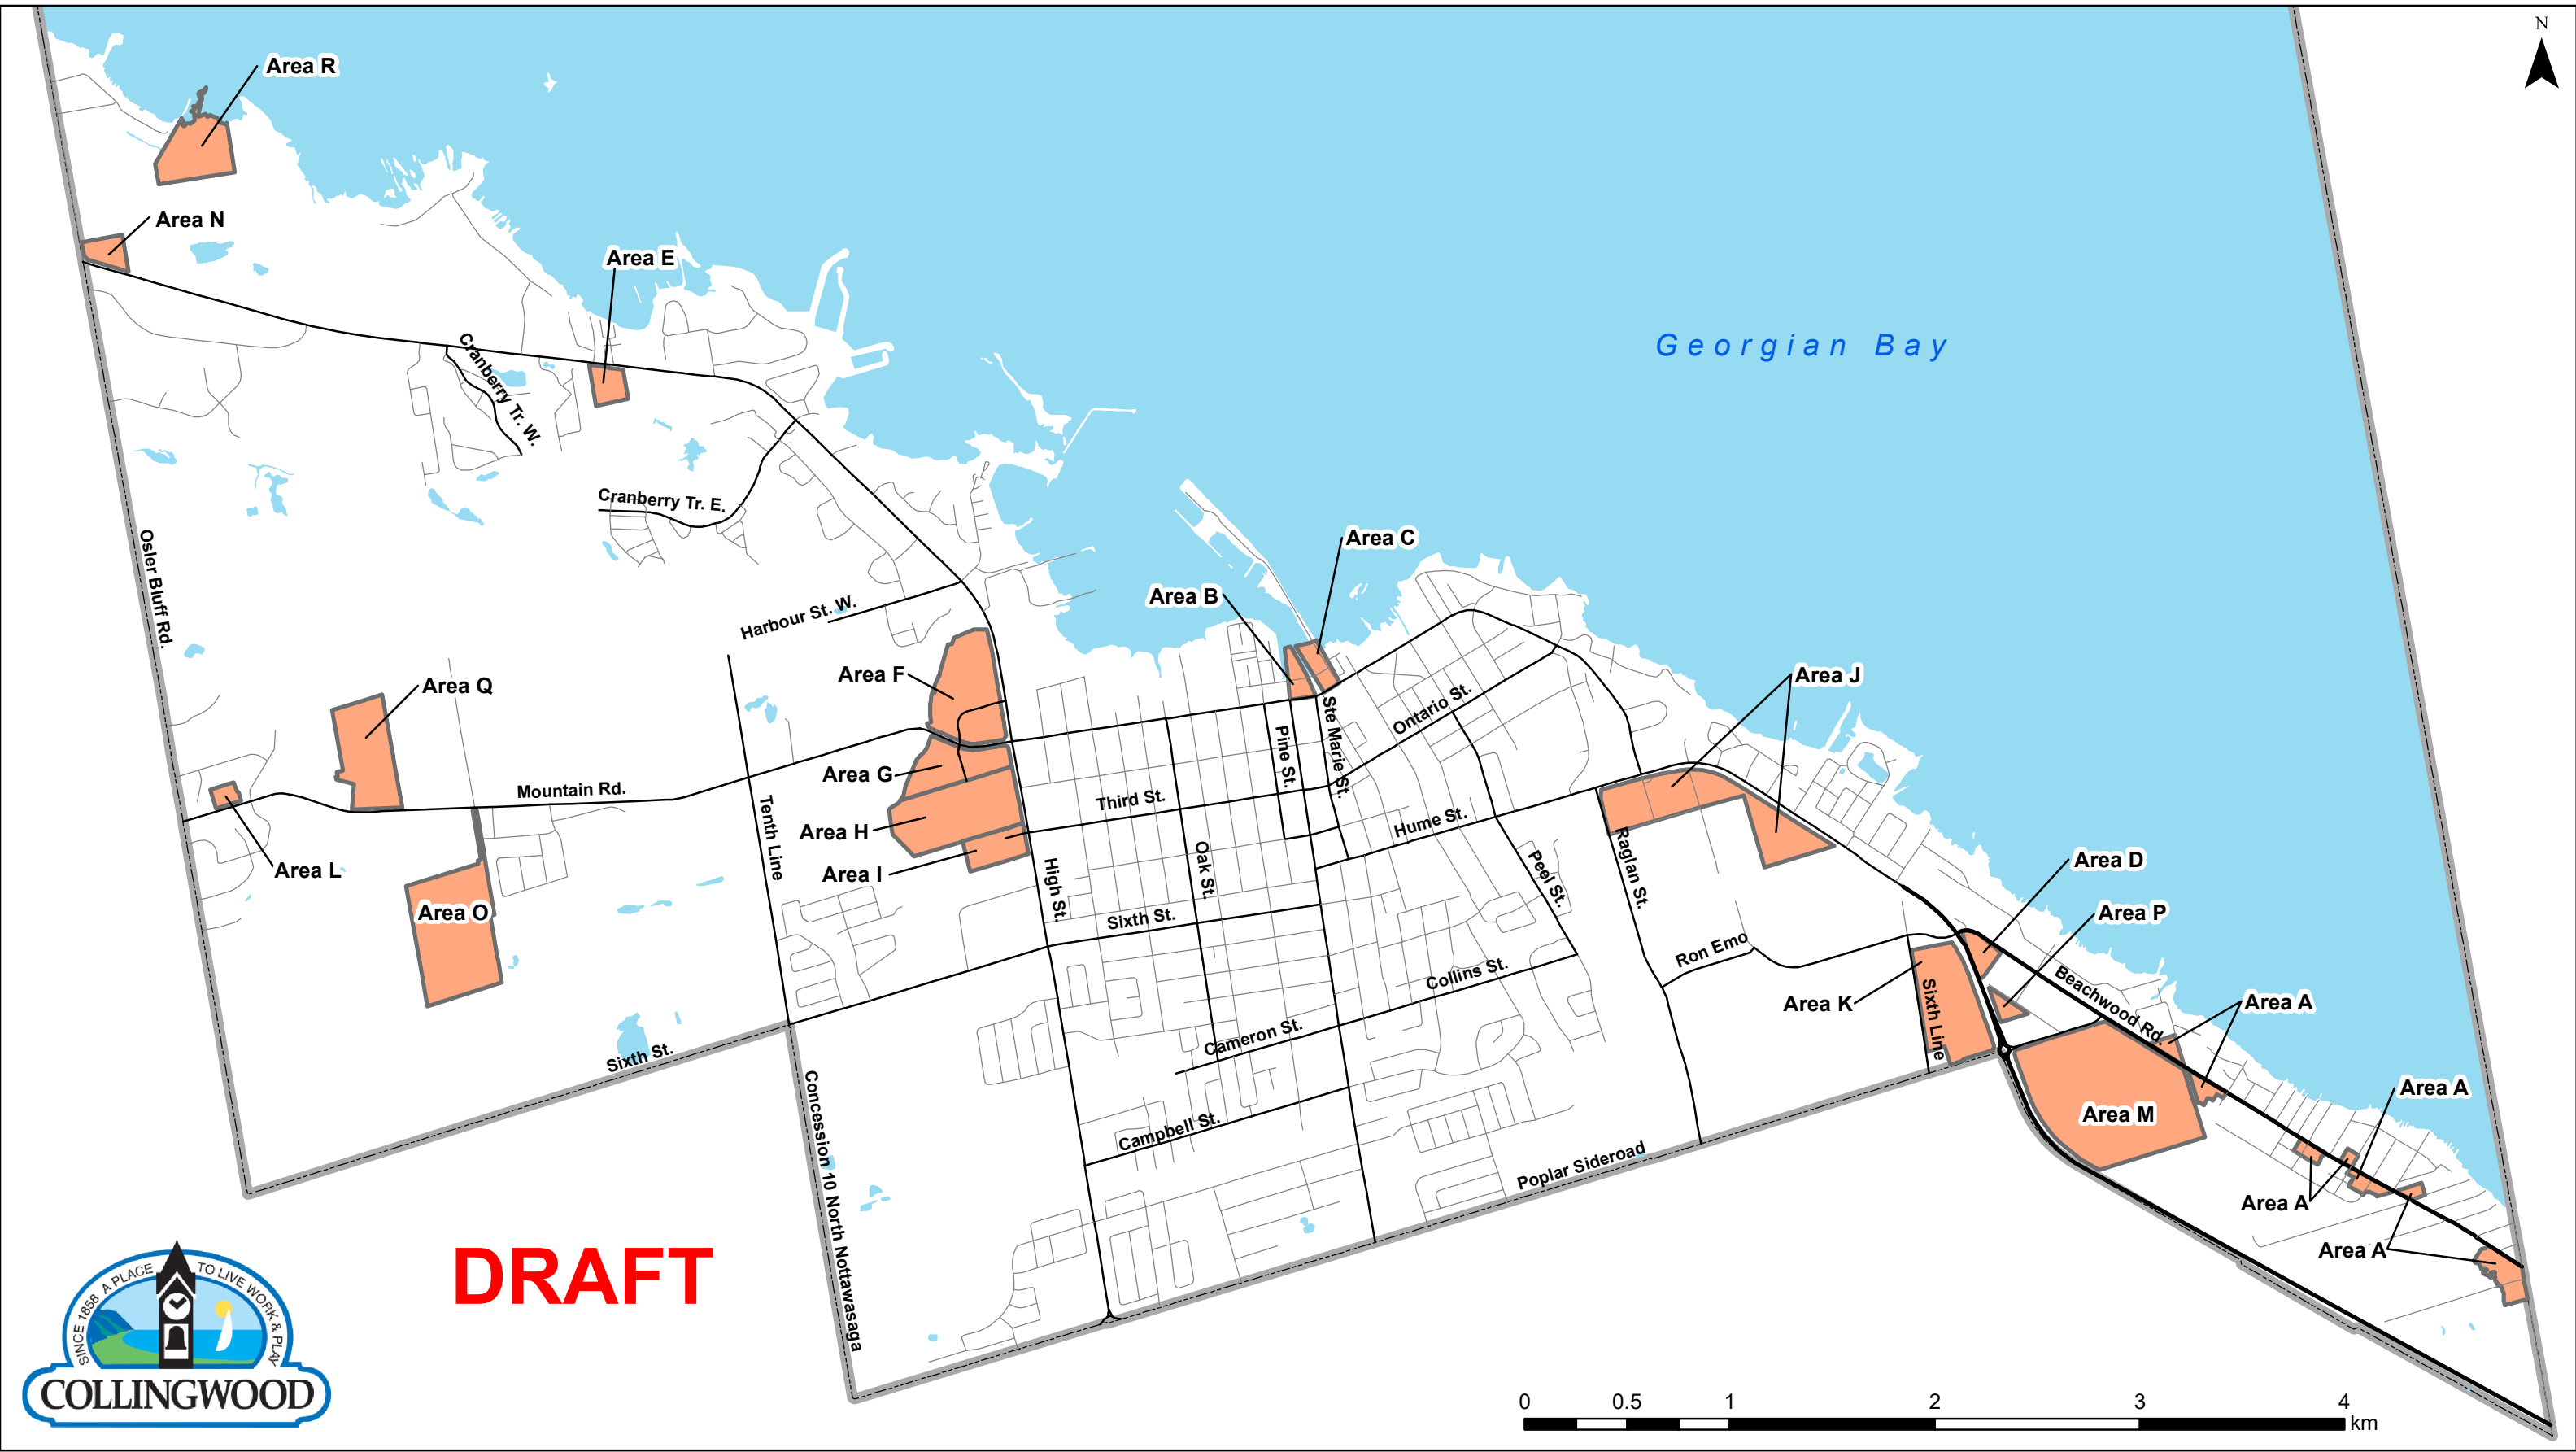 N
Area R
Area N
Area E
Georgian Bay
Cranberry Tr. W.
Cranberry Tr. E.
Osler Bluff Rd.
Area C
Area B
Harbour St. W.
Area F
Area Q
Area J
Ste Marie St.
Ontario St.
Pine St.
Area G
Mountain Rd.
Tenth Line
Third St.
Area H
Hume St.
Area L
Area I
High St.
Oak St.
Peel St.
Raglan St.
Area D
Area O
Sixth St.
Area P
Ron Emo
Collins St.
Area K
Sixth Line
Beachwood Rd.
Area A
Cameron St.
Sixth St.
Area A
Area M
Campbell St.
Concession 10 North Nottawasaga
Poplar Sideroad
Area A
Area A
DRAFT
SINCE 1858 A PLACE TO LIVE WORK & PLAY
COLLINGWOOD
0 0.5 1 2 3 4
km